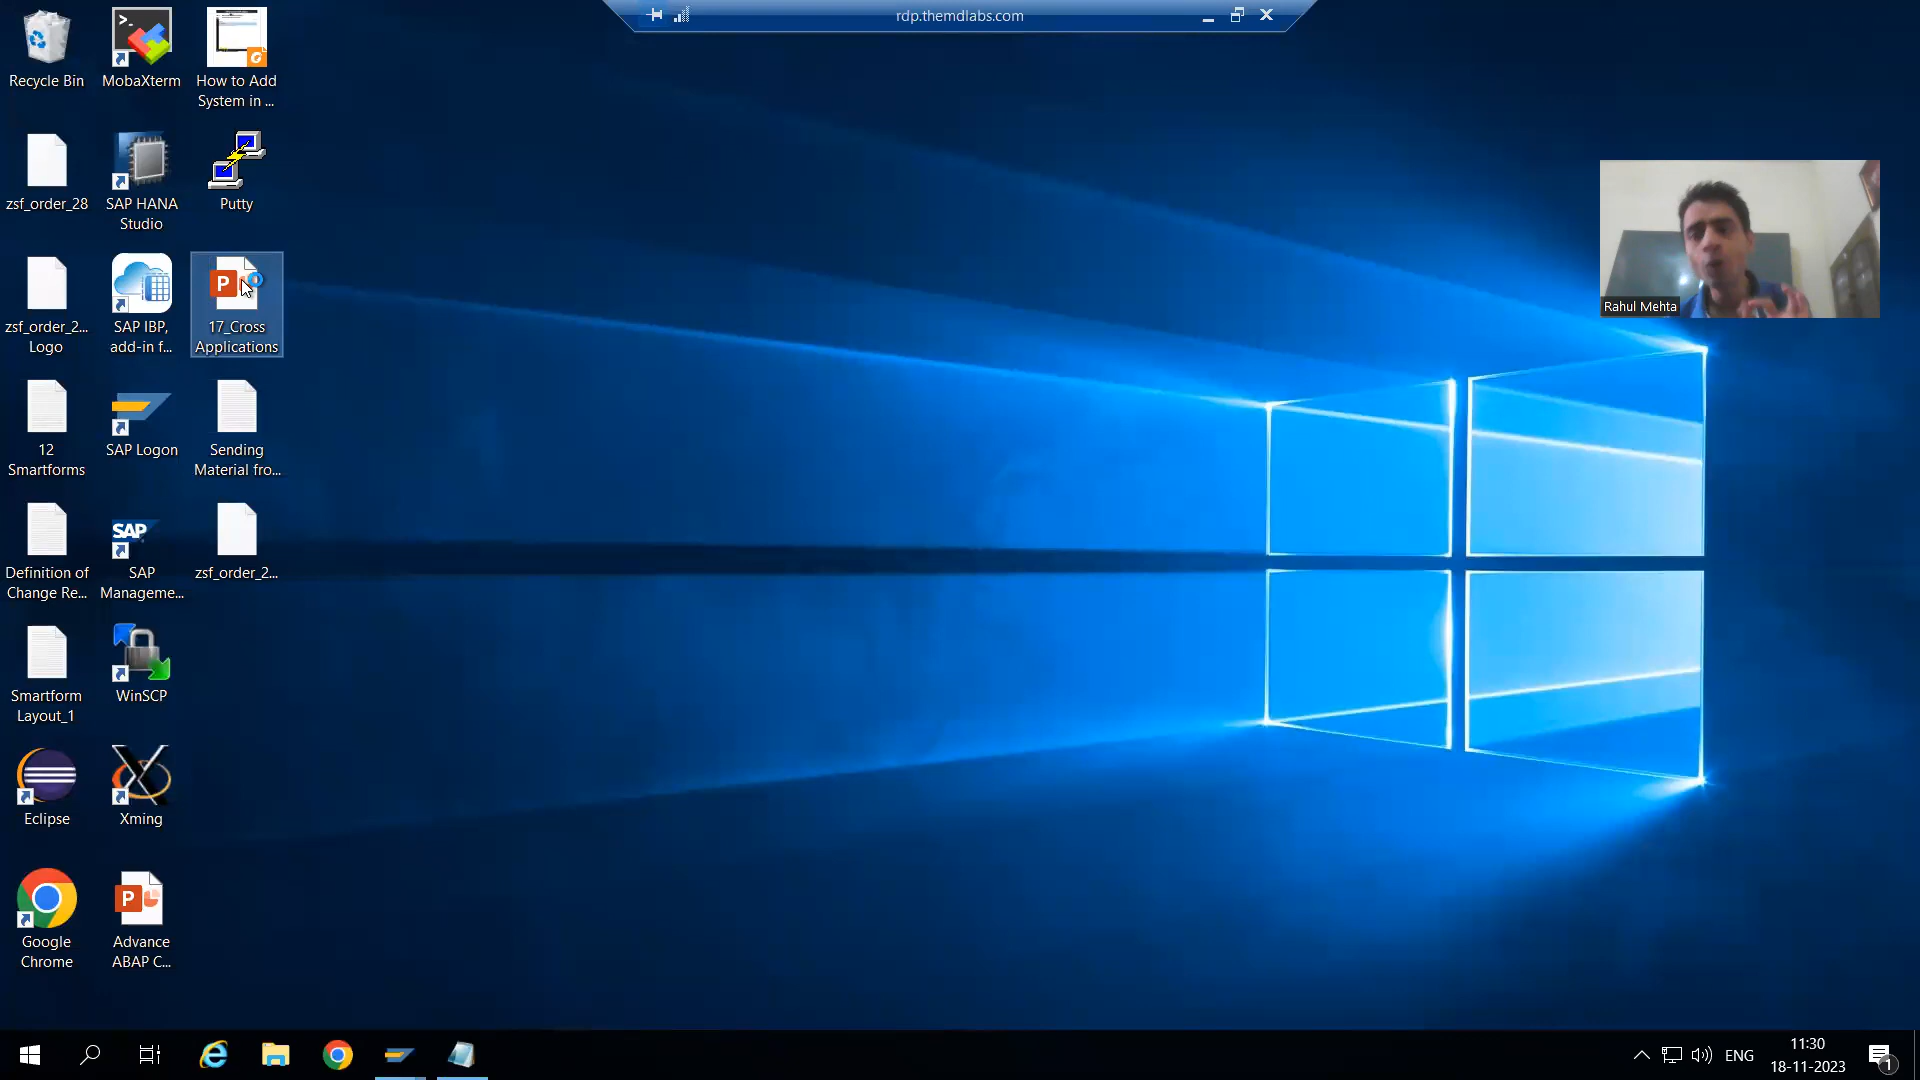 rdp.themdlabs.com
Recycle Bin
MobaXterm
How to Add
System in ...
zsf_order_28
SAP HANA
Studio
Putty
zsf_order_2...
Logo
SAP IBP,
add-in f...
17_Cross
Applications
12
Smartforms
SAP Logon
Sending
Material fro...
Definition of
Change Re...
SAP
SAP
Manageme...
zsf_order_2...
Smartform
Layout_1
WinSCP
Eclipse
Xming
Google
Chrome
Advance
ABAP C...
Rahul Mehta
ENG
11:30
18-11-2023
1